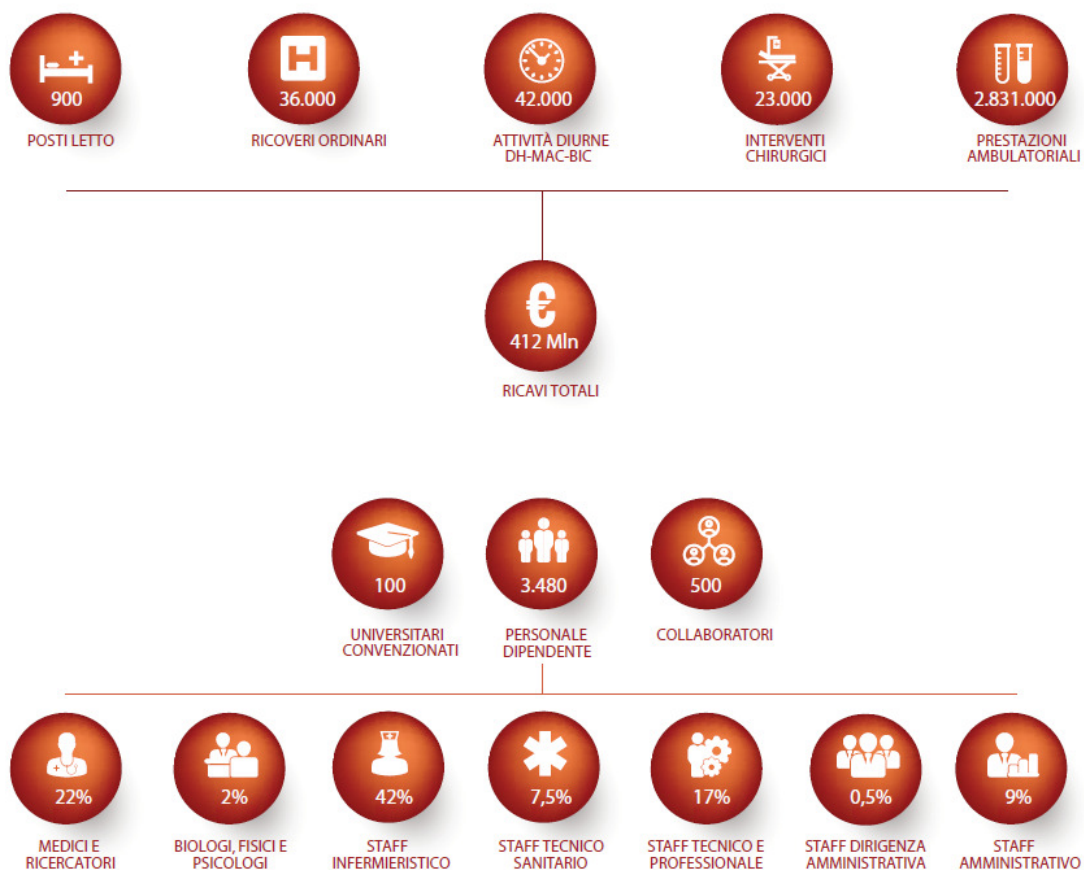 900
POSTI LETTO
36.000
RICOVERI ORDINARI
42.000
ATTIVITÀ DIURNE
DH-MAC-BIC
23.000
INTERVENTI
CHIRURGICI
2.831.000
PRESTAZIONI
AMBULATORIALI
€
412 Mln
RICAVI TOTALI
100
UNIVERSITARI
CONVENZIONATI
3.480
PERSONALE
DIPENDENTE
500
COLLABORATORI
22%
MEDICI E
RICERCATORI
2%
BIOLOGI, FISICI E
PSICOLOGI
42%
STAFF
INFERMIERISTICO
7,5%
STAFF TECNICO
SANITARIO
17%
STAFF TECNICO E
PROFESSIONALE
0,5%
STAFF DIRIGENZA
AMMINISTRATIVA
9%
STAFF
AMMINISTRATIVO